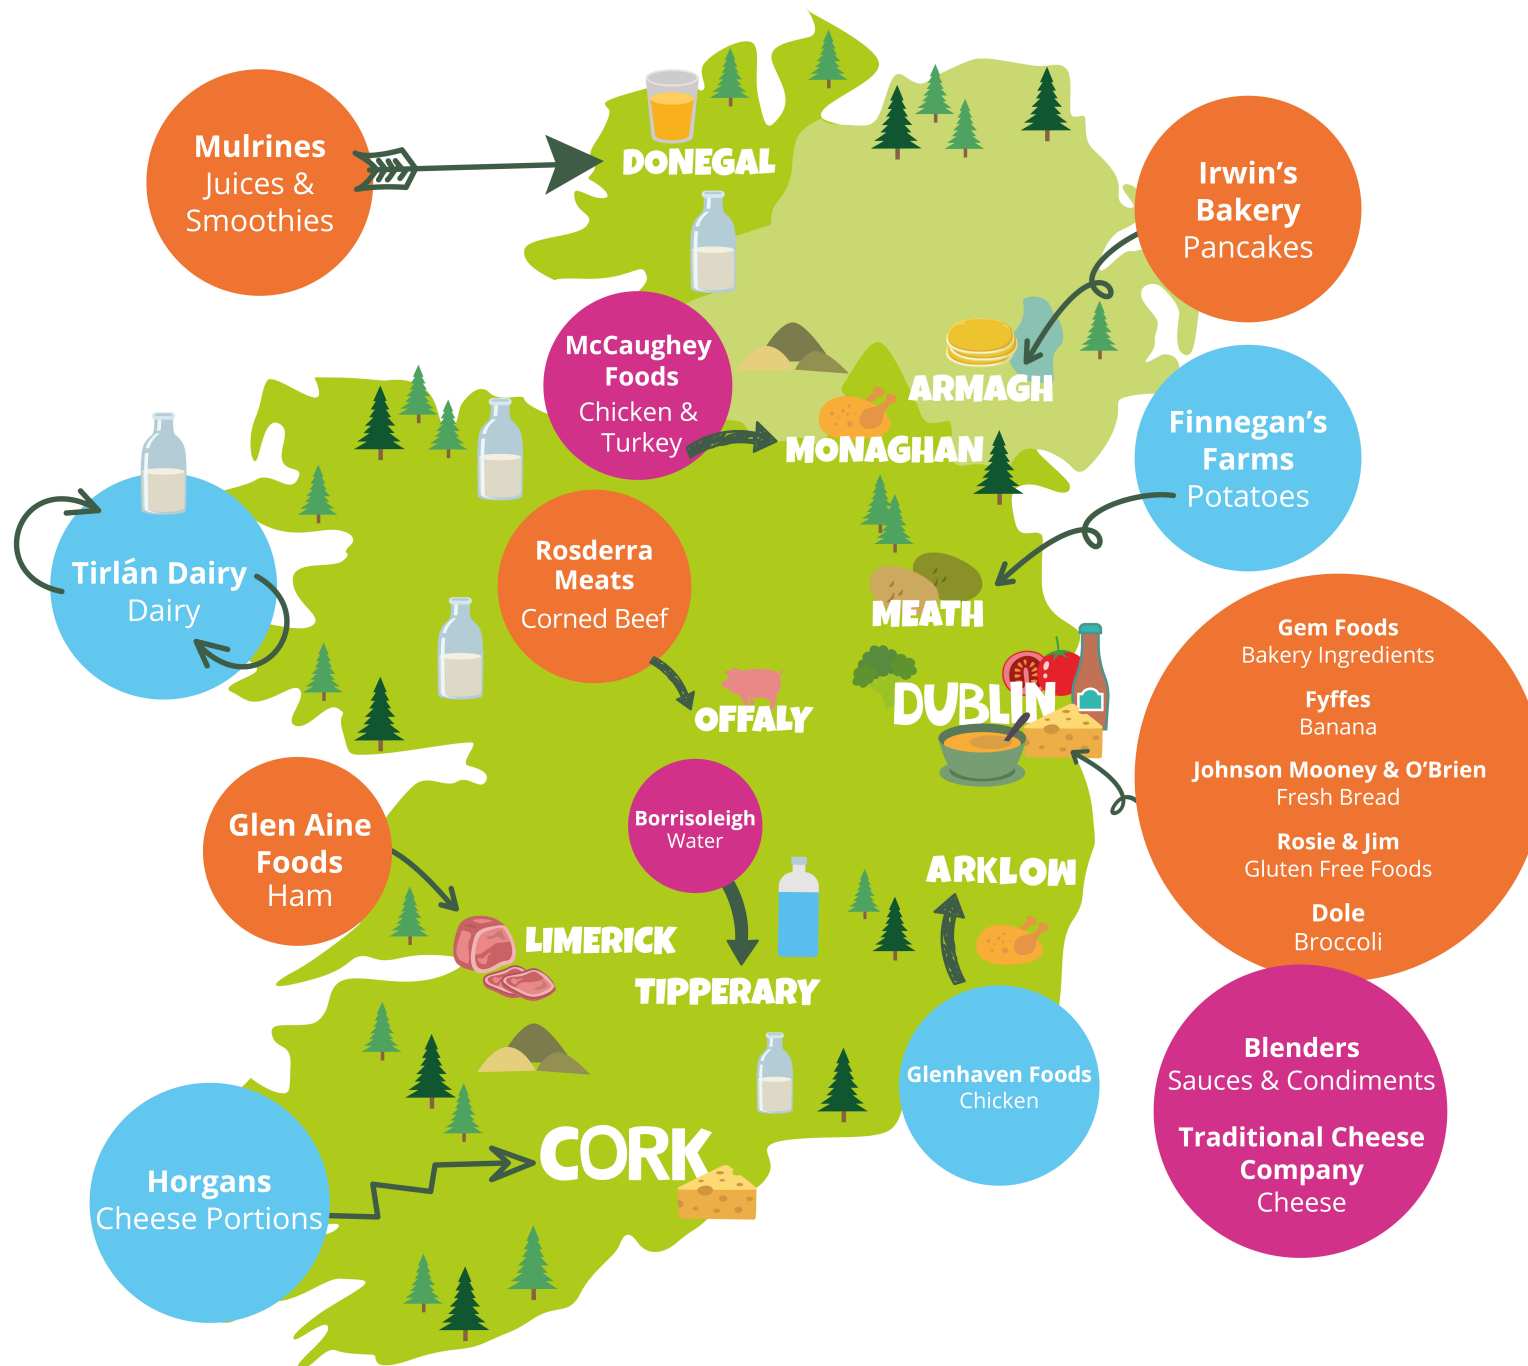 Mulrines
Juices &
Smoothies
DONEGAL
Irwin’s
Bakery
Pancakes
McCaughey
Foods
Chicken &
Turkey
ARMAGH
MONAGHAN
Finnegan’s
Farms
Potatoes
Tirlán Dairy
Dairy
Rosderra
Meats
Corned Beef
MEATH
OFFALY
DUBLIN
Gem Foods
Bakery Ingredients
Fyffes
Banana
Johnson Mooney & O’Brien
Fresh Bread
Rosie & Jim
Gluten Free Foods
Dole
Broccoli
Glen Aine
Foods
Ham
Borrisoleigh
Water
ARKLOW
LIMERICK
TIPPERARY
Glenhaven Foods
Chicken
Blenders
Sauces & Condiments
Traditional Cheese
Company
Cheese
Horgans
Cheese Portions
CORK